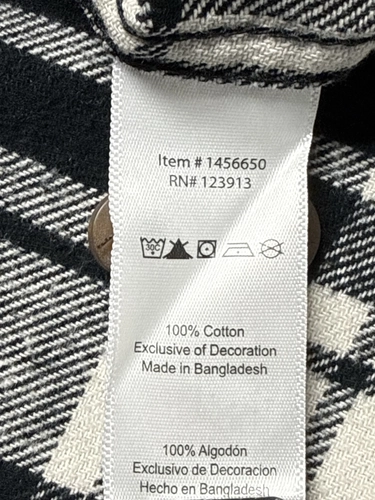 Item # 1456650
RN# 123913
30C
100% Cotton
Exclusive of Decoration
Made in Bangladesh
100% Algodón
Exclusivo de Decoracion
Hecho en Bangladesh